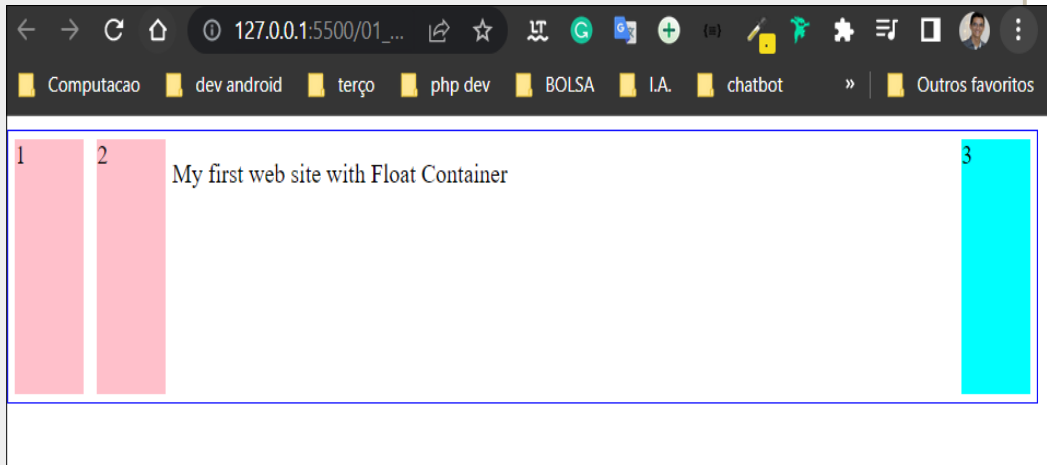 127.0.0.1:5500/01_...
Computacao dev android terço php dev BOLSA I.A. chatbot » Outros favoritos
1 2 3
My first web site with Float Container